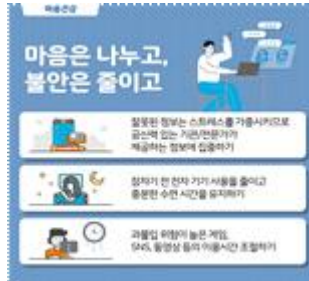 마음건강
마음은 나누고,
불안은 줄이고
잘못된 정보는 스트레스를 가중시키므로
공신력 있는 기관/전문가가
제공하는 정보에 집중하기
잠자기 전 전자 기기 사용을 줄이고
충분한 수면 시간을 유지하기
과몰입 위험이 높은 게임,
SNS, 동영상 등의 이용시간 조절하기